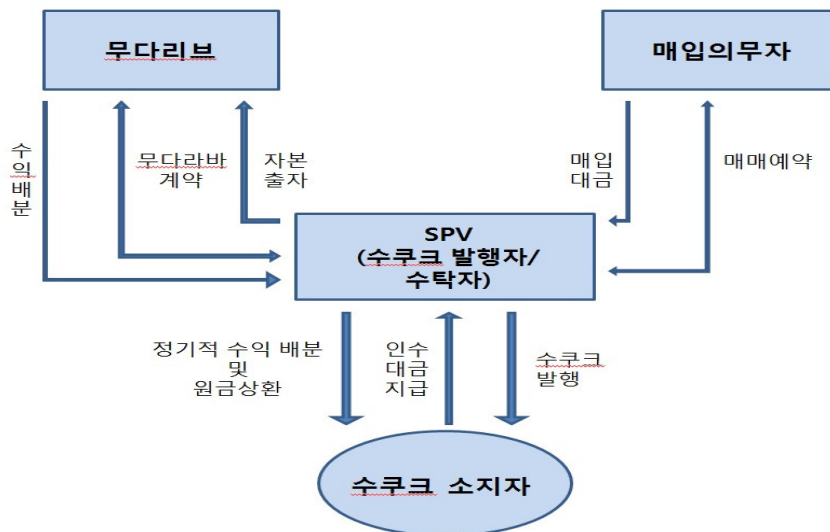 무다리브
매입의무자
수
익
배
분
무다라바
계약
자본
출자
매입
대금
매매예약
SPV
(수쿠크 발행자/
수탁자)
정기적 수익 배분
및
원금상환
인수
대금
지급
수쿠크
발행
수쿠크 소지자